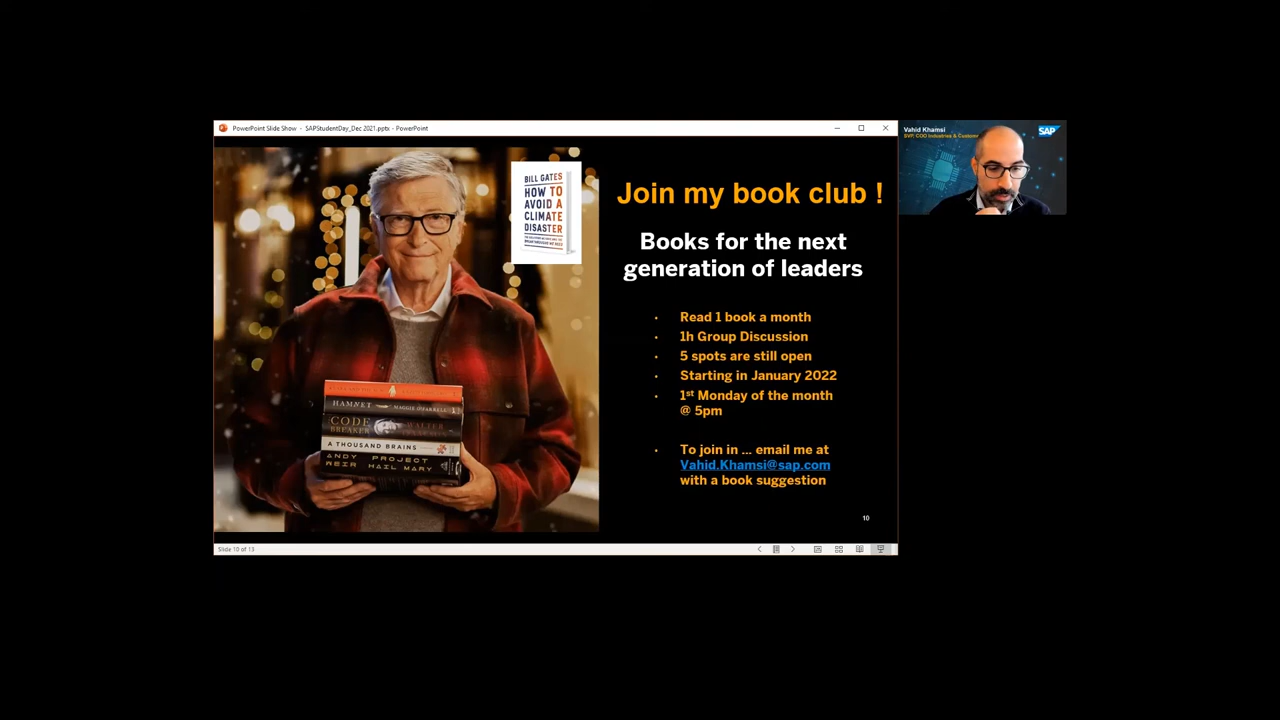 PowerPoint Slide Show - SAPStudentDay_Dec 2021.pptx - PowerPoint
BILL GATES
HOW TO
AVOID A
CLIMATE
DISASTER
HAMNET
MAGGIE O'FARRELL
CODE
BREAKER
WALTER
A THOUSAND BRAINS
ANDY
WEIR
PROJECT
HAIL MARY
Join my book club !
Books for the next
generation of leaders
• Read 1 book a month
• 1h Group Discussion
• 5 spots are still open
• Starting in January 2022
• 1st Monday of the month
@ 5pm
• To join in ... email me at
Vahid.Khamsi@sap.com
with a book suggestion
10
Slide 10 of 13
Vahid Khamsi
SVP/COO Industries &
SAP